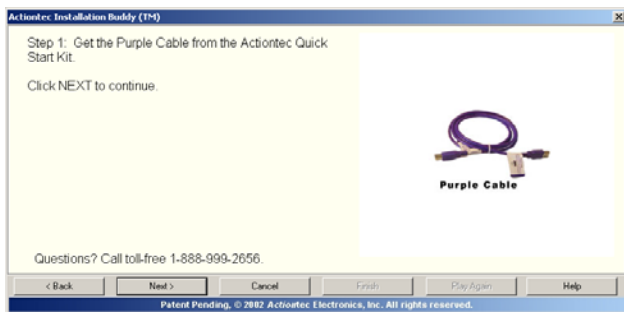 Actiontec Installation Buddy (TM)
Step 1: Get the Purple Cable from the Actiontec Quick
Start Kit.
Click NEXT to continue.
Purple Cable
Questions? Call toll-free 1-888-999-2656.
< Back Next > Cancel Finish Play Again Help
Patent Pending, © 2002 Actiontec Electronics, Inc. All rights reserved.